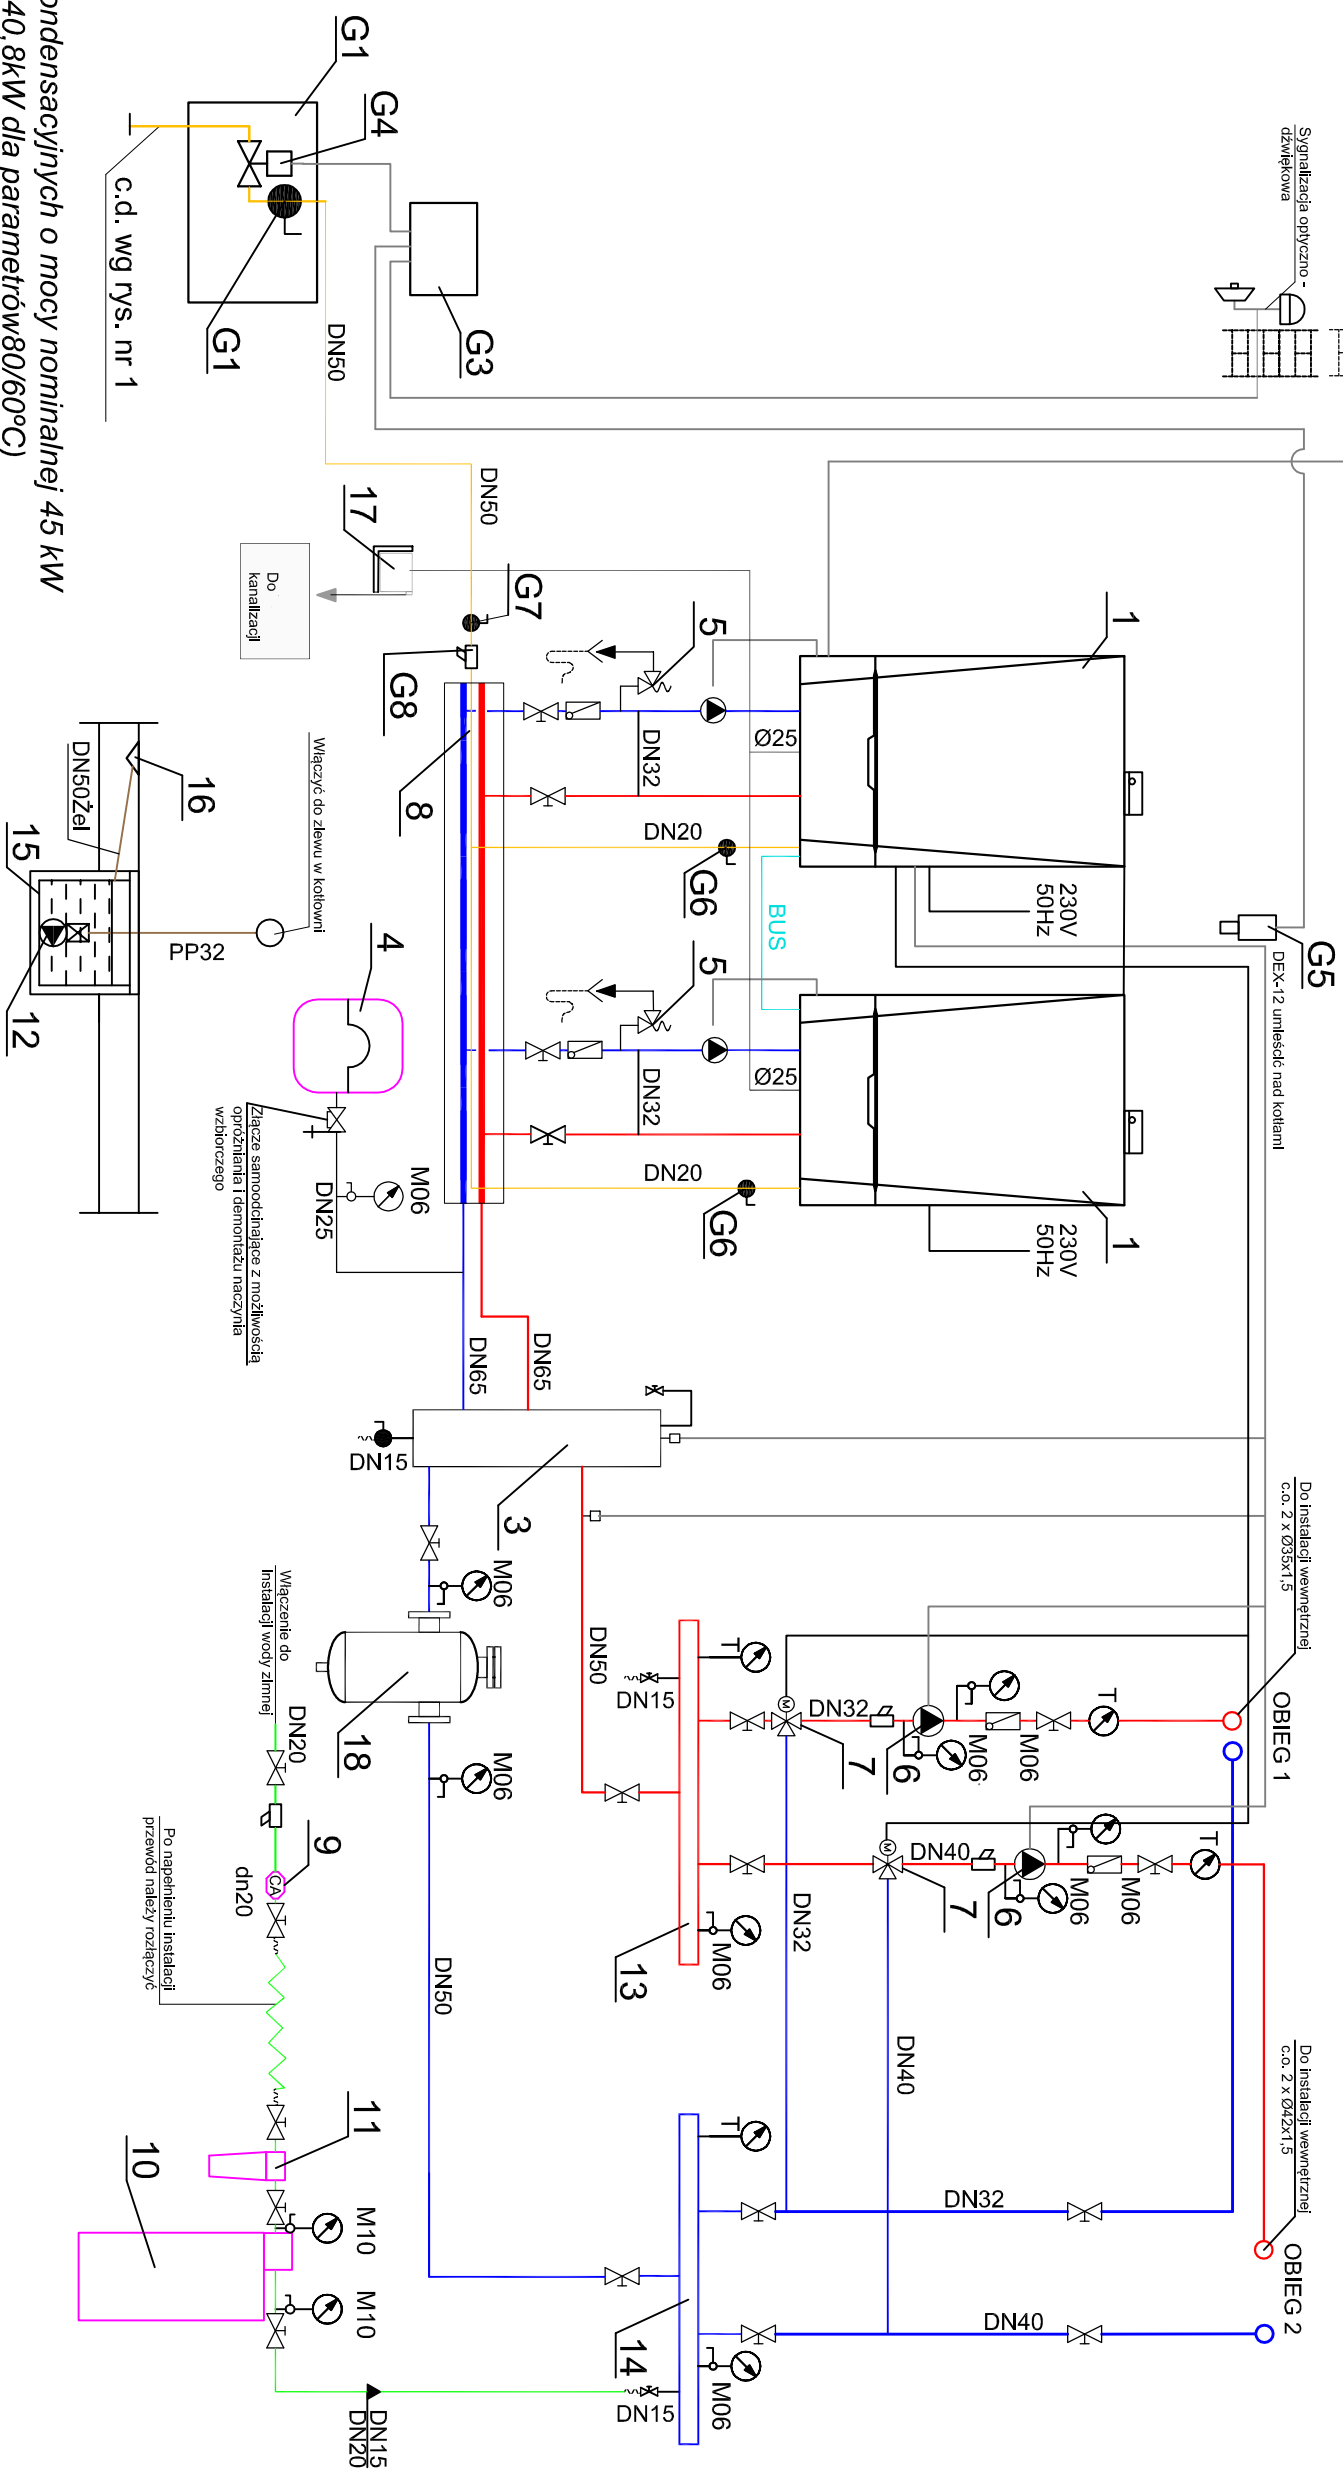 Sygnalizacja optyczno -
dźwiękowa
G1
G4
c.d. wg rys. nr 1
G1
G3
DN50
ondensacyjnych o mocy nominalnej 45 kW
40,8kW dla parametrów80/60°C)
DN50
17
Do
kanalizacji
G7
G8
5
1
8
DN32
Ø25
DN20
G6
BUS
230V
50Hz
G5
DEX-12 umieścić nad kotłami
5
DN32
Ø25
DN20
G6
1
230V
50Hz
16
DN50Żel
15
12
Włączyć do zlewu w kotłowni
PP32
4
M06
DN25
Złącze samoodcinające z możliwością
opróżniania i demontażu naczynia
wzbiorczego
DN65
DN65
DN15
3
Do instalacji wewnętrznej
c.o. 2 x Ø35x1,5
OBIEG 1
M06
18
M06
DN50
T
DN15
DN32
7
6
M06
M06
T
DN40
7
6
M06
M06
T
13
M06
DN32
DN40
Włączenie do
instalacji wody zimnej
DN20
9
CA
dn20
Po napełnieniu instalacji
przewód należy rozłączyć
DN50
11
10
M10
M10
DN15
DN20
T
14
M06
DN15
DN32
DN40
Do instalacji wewnętrznej
c.o. 2 x Ø42x1,5
OBIEG 2
M
M